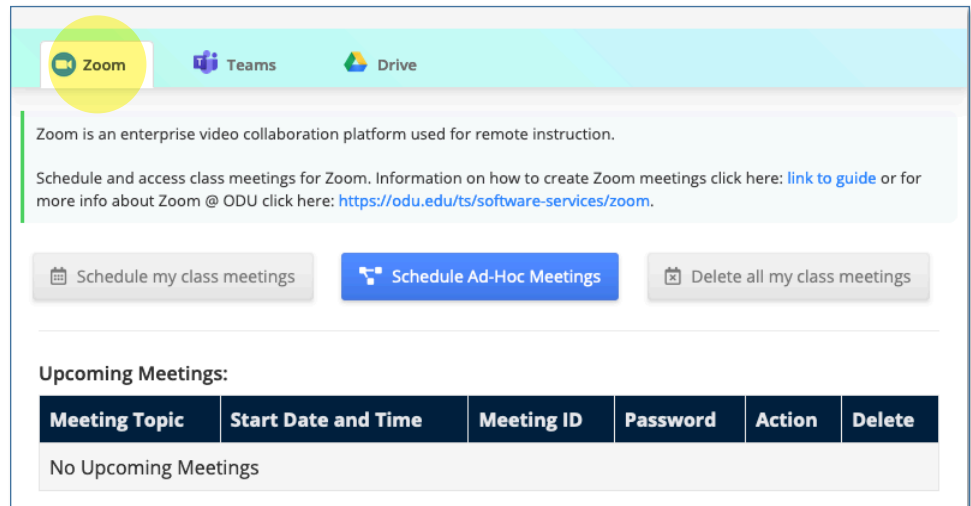 Zoom
Teams
Drive
Zoom is an enterprise video collaboration platform used for remote instruction.
Schedule and access class meetings for Zoom. Information on how to create Zoom meetings click here: link to guide or for
more info about Zoom @ ODU click here: https://odu.edu/ts/software-services/zoom.
Schedule my class meetings
Schedule Ad-Hoc Meetings
Delete all my class meetings
Upcoming Meetings:
Meeting Topic
Start Date and Time
Meeting ID
Password
Action
Delete
No Upcoming Meetings